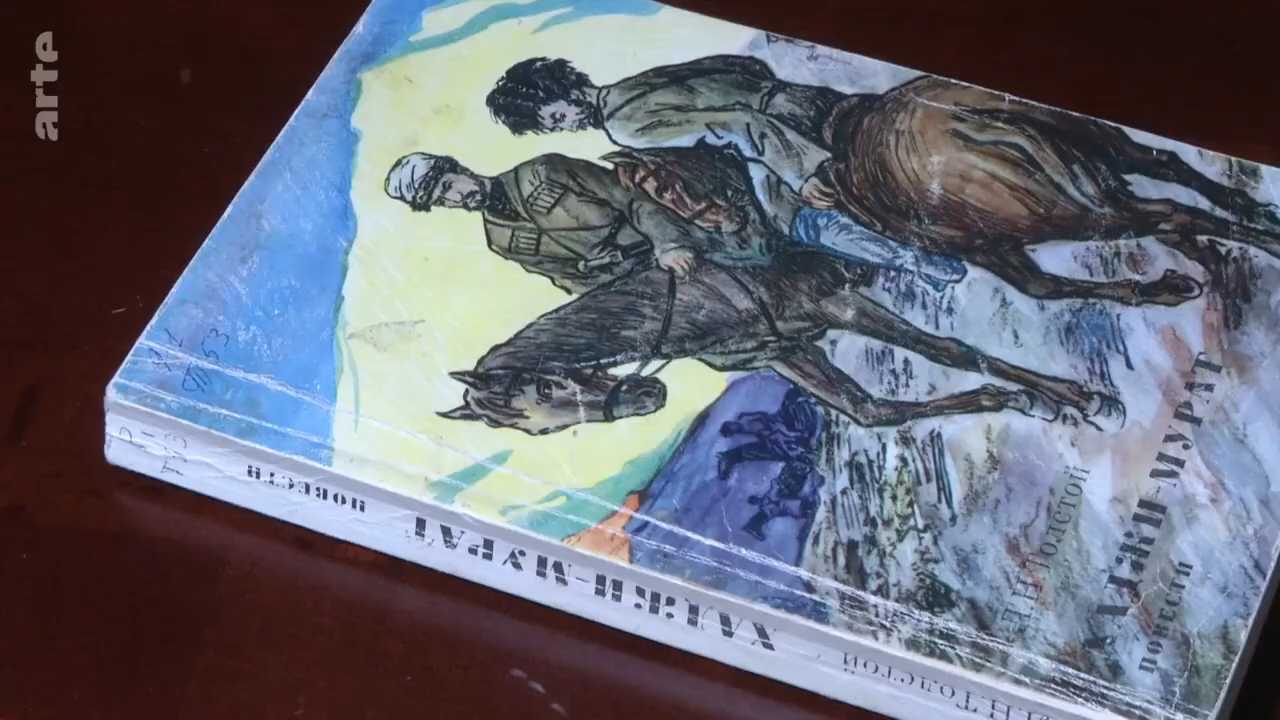 arte
Л.Н. ТОЛСТОЙ
ХАДЖИ-МУРАТ
ПОВЕСТИ
Л.Н.ТОЛСТОЙ
ХАДЖИ-МУРАТ
ПОВЕСТИ